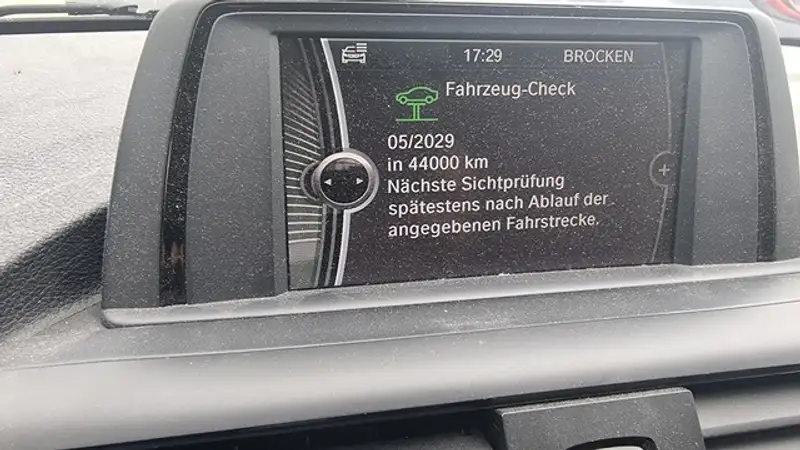 17:29 BROCKEN
Fahrzeug-Check
05/2029
in 44000 km
Nächste Sichtprüfung
spätestens nach Ablauf der
angegebenen Fahrstrecke.